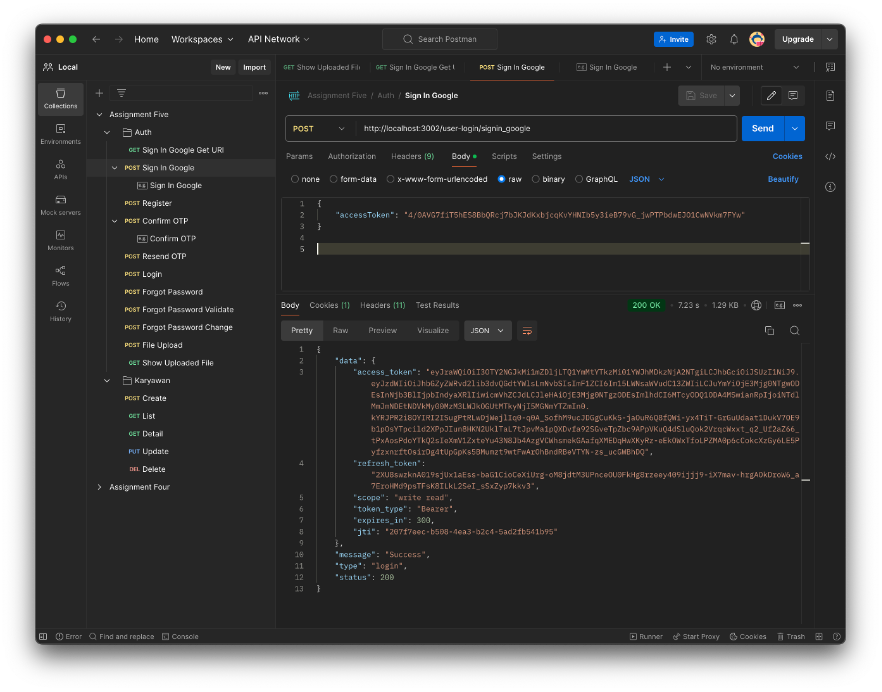 Home Workspaces API Network Search Postman Invite Upgrade
Local New Import
GET Show Uploaded Fil GET Sign In Google Get POST Sign In Google Sign In Google No environment
Collections
Environments
APIs
Mock servers
Monitors
Flows
History
Assignment Five
Auth
GET Sign In Google Get URI
POST Sign In Google
Sign In Google
POST Register
POST Confirm OTP
Confirm OTP
POST Resend OTP
POST Login
POST Forgot Password
POST Forgot Password Validate
POST Forgot Password Change
POST File Upload
GET Show Uploaded File
Karyawan
POST Create
GET List
GET Detail
PUT Update
DEL Delete
Assignment Four
Assignment Five / Auth / Sign In Google Save
POST http://localhost:3002/user-login/signin_google Send
Params Authorization Headers (9) Body Scripts Settings Cookies
none form-data x-www-form-urlencoded raw binary GraphQL JSON Beautify
1 {
2 "accessToken":
3 }
4
5
Body Cookies (1) Headers (11) Test Results 200 OK 7.23 s 1.29 KB
Pretty Raw Preview Visualize JSON
1 {
2 "data": {
3 "access_token":
4 "refresh_token":
5 "scope": "write read",
6 "token_type": "Bearer",
7 "expires_in": 300,
8 "jti": "207f7eec-b508-4ea3-b2c4-5ad2fb541b95"
9 },
10 "message": "Success",
11 "type": "login",
12 "status": 200
13 }
Error Find and replace Console Runner Start Proxy Cookies Trash